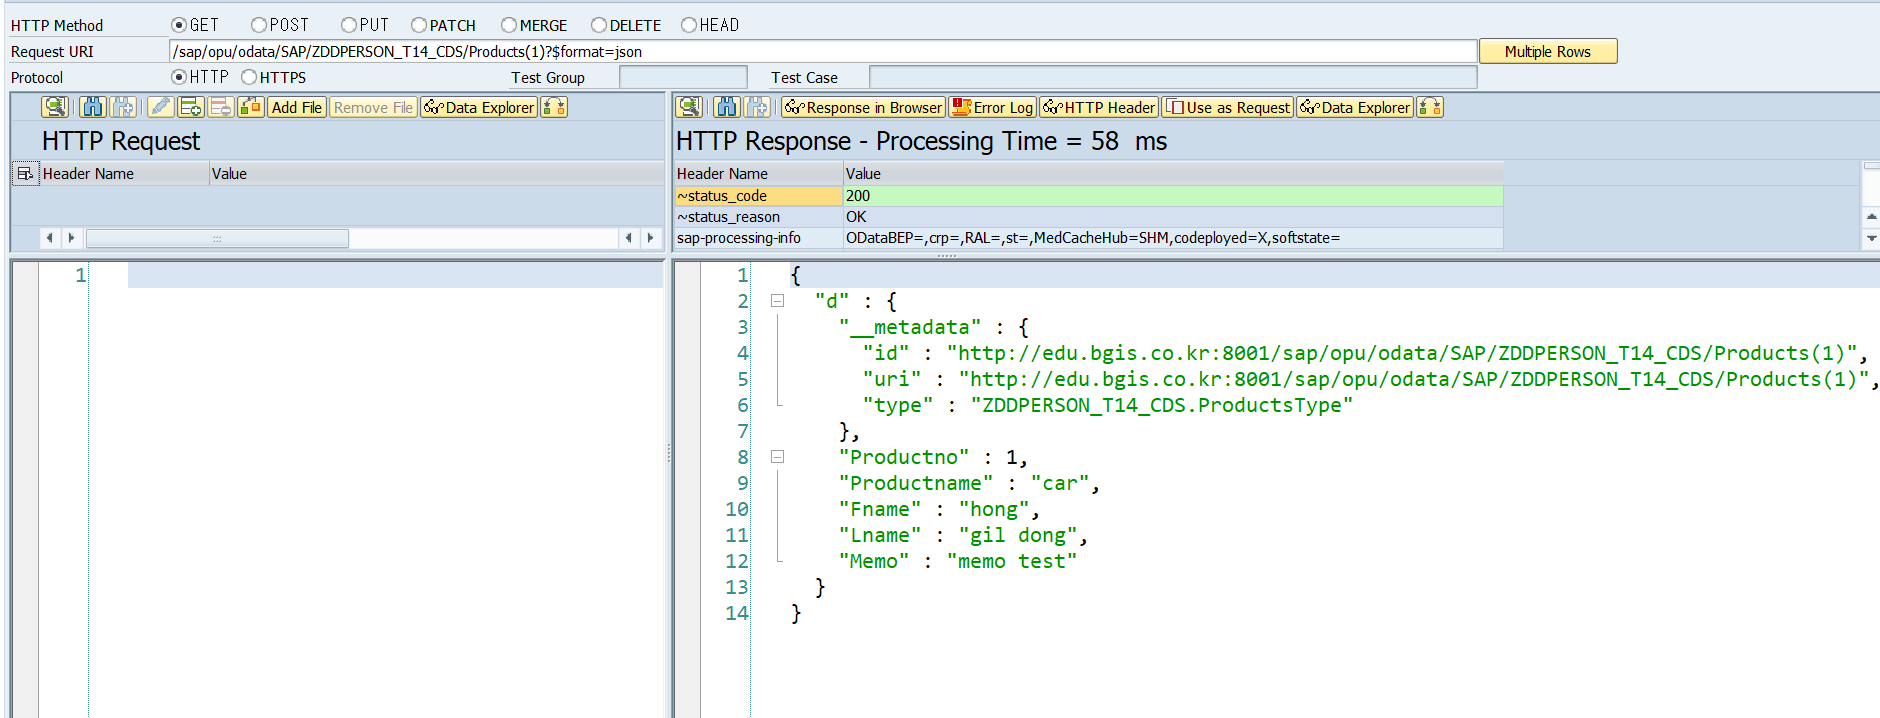 HTTP Method GET POST PUT PATCH MERGE DELETE HEAD
Request URI /sap/opu/odata/SAP/ZDDPERSON_T14_CDS/Products(1)?$format=json Multiple Rows
Protocol HTTP HTTPS Test Group Test Case
Add File Remove File Data Explorer
HTTP Request
Header Name Value
1
Response in Browser Error Log HTTP Header Use as Request Data Explorer
HTTP Response - Processing Time = 58 ms
Header Name Value
~status_code 200
~status_reason OK
sap-processing-info ODataBEP=,crp=,RAL=,st=,MedCacheHub=SHM,codeployed=X,softstate=
1 {
2 "d" : {
3 "__metadata" : {
4 "id" : "http://edu.bgis.co.kr:8001/sap/opu/odata/SAP/ZDDPERSON_T14_CDS/Products(1)",
5 "uri" : "http://edu.bgis.co.kr:8001/sap/opu/odata/SAP/ZDDPERSON_T14_CDS/Products(1)",
6 "type" : "ZDDPERSON_T14_CDS.ProductsType"
7 },
8 "Productno" : 1,
9 "Productname" : "car",
10 "Fname" : "hong",
11 "Lname" : "gil dong",
12 "Memo" : "memo test"
13 }
14 }